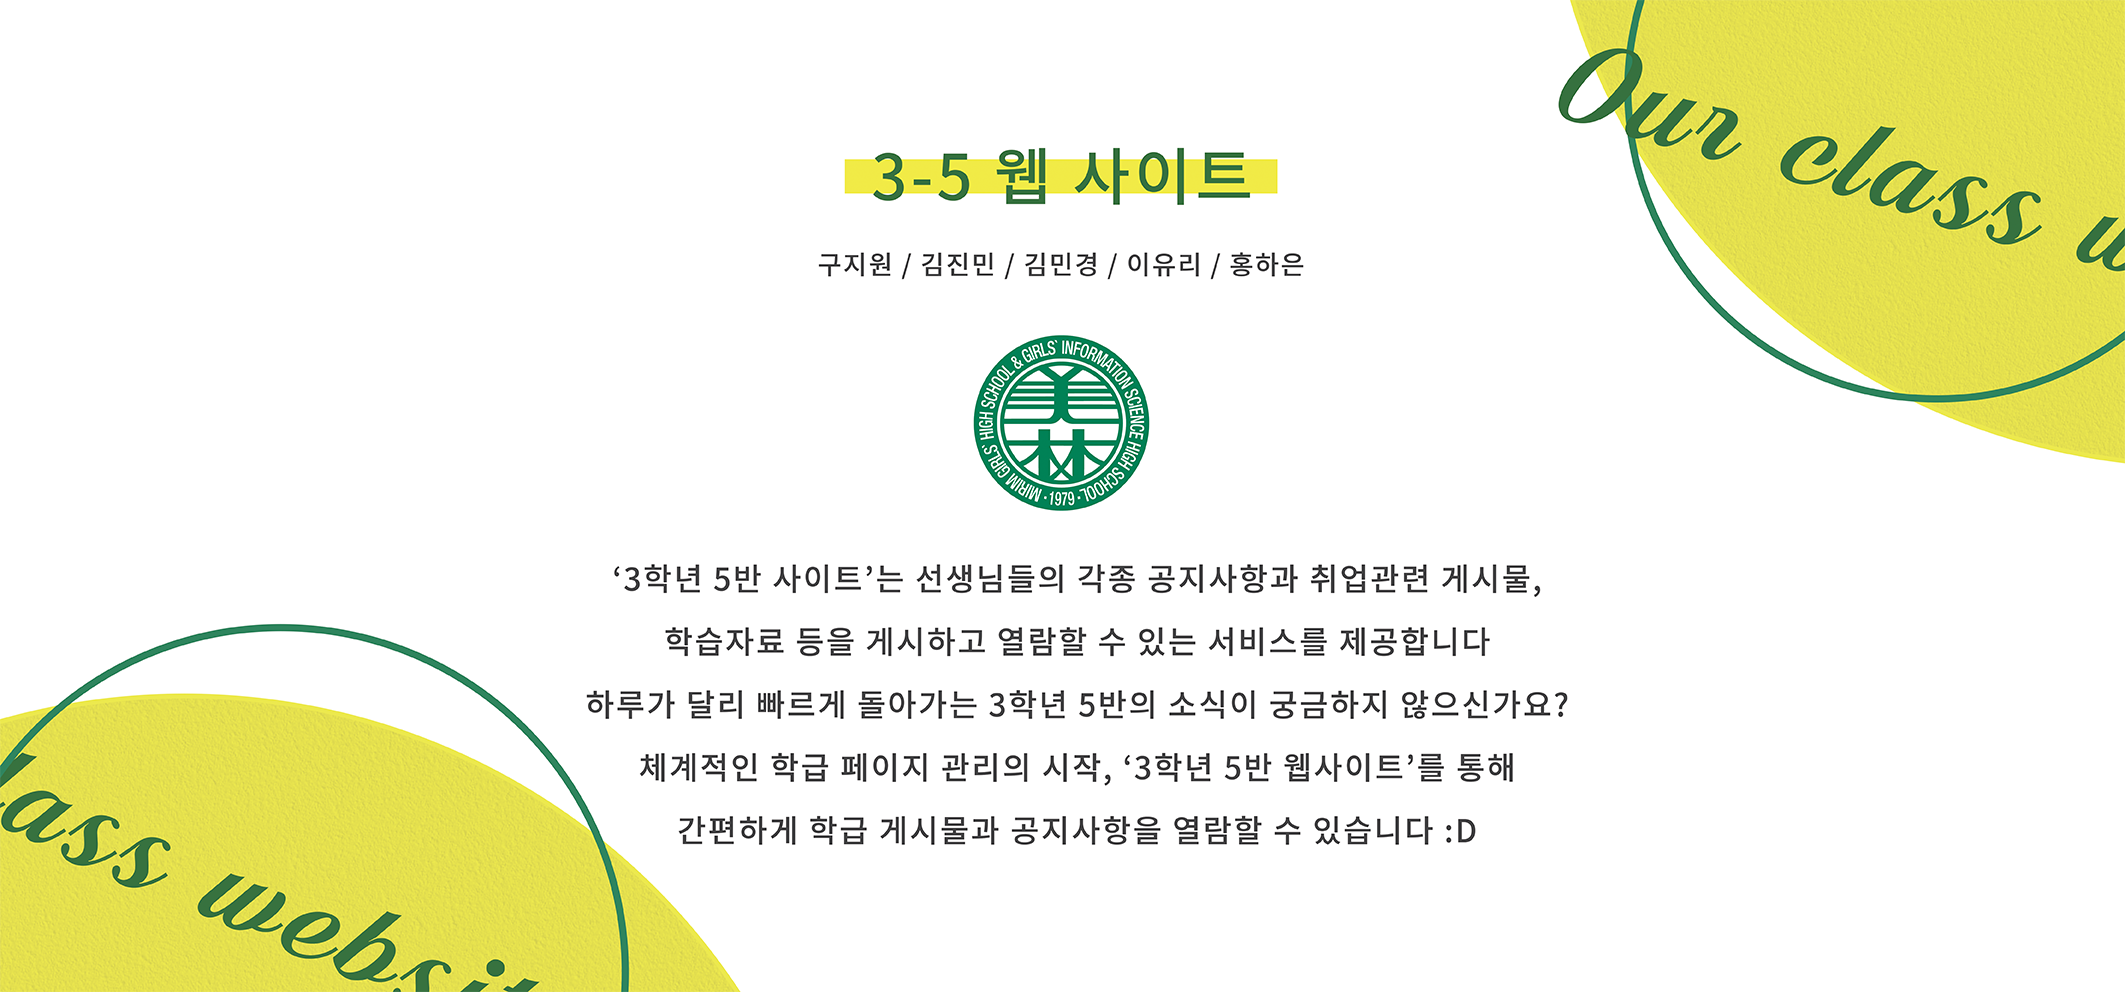 Our class w
3-5 웹 사이트
구지원 / 김진민 / 김민경 / 이유리 / 홍하은
MIRIM GIRLS' HIGH SCHOOL & GIRLS' INFORMATION SCIENCE HIGH SCHOOL · 1979 ·
美林
‘3학년 5반 사이트’는 선생님들의 각종 공지사항과 취업관련 게시물,
학습자료 등을 게시하고 열람할 수 있는 서비스를 제공합니다
하루가 달리 빠르게 돌아가는 3학년 5반의 소식이 궁금하지 않으신가요?
체계적인 학급 페이지 관리의 시작, ‘3학년 5반 웹사이트’를 통해
간편하게 학급 게시물과 공지사항을 열람할 수 있습니다 :D
lass websit